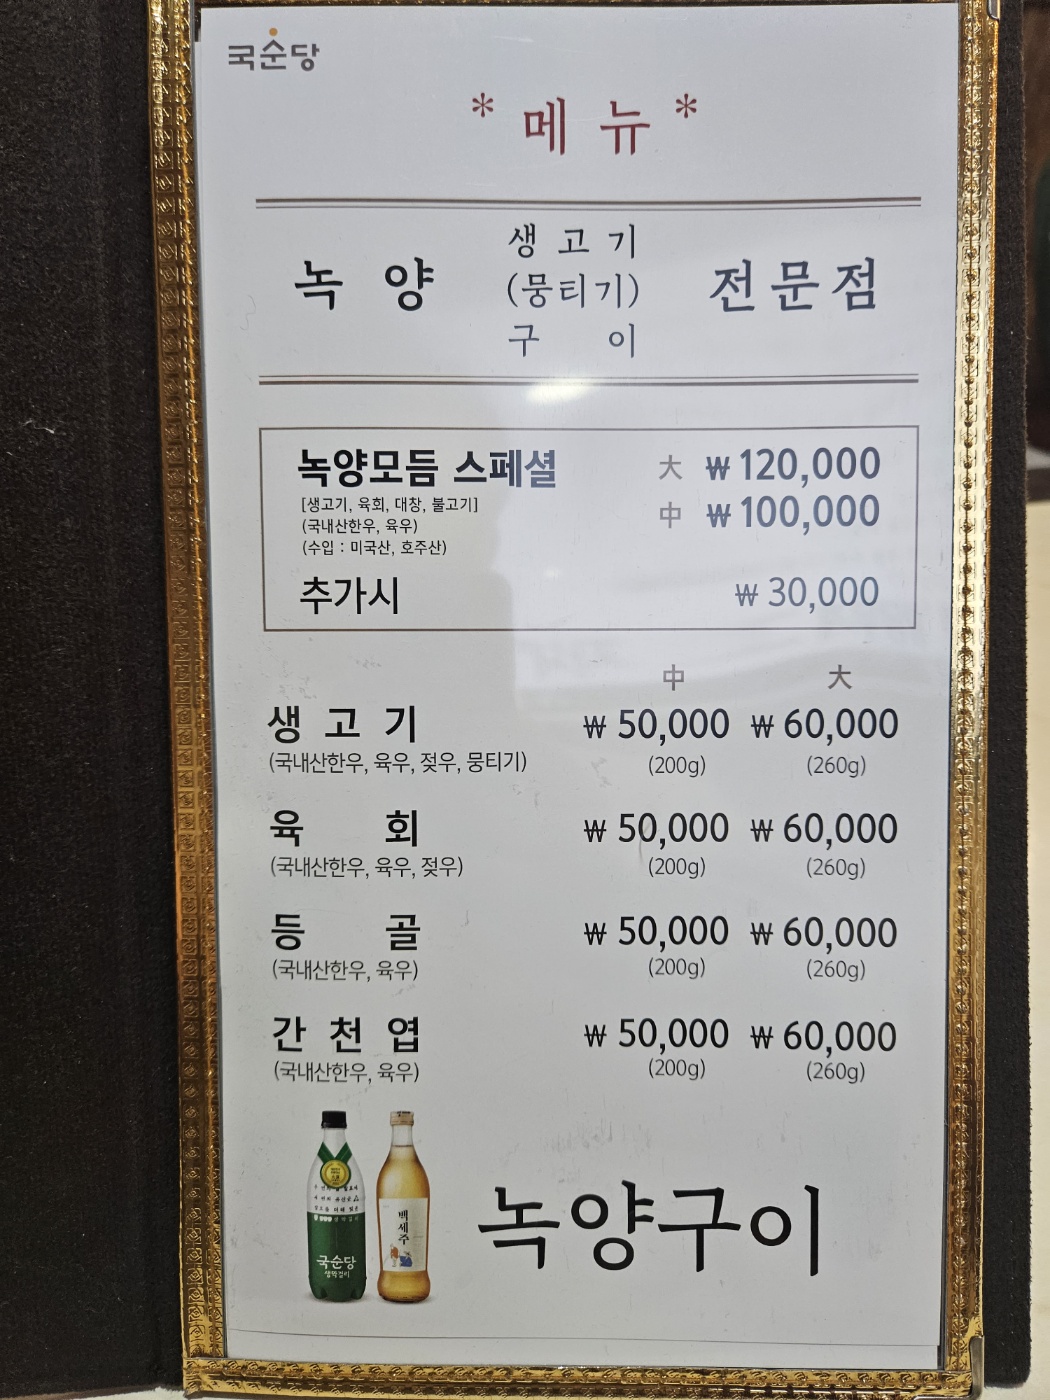 국순당
* 메 뉴 *
녹 양 생 고 기 (뭉티기) 구 이 전문점
녹양모듬 스페셜 大 ₩120,000
[생고기, 육회, 대창, 불고기] 中 ₩100,000
(국내산한우, 육우)
(수입 : 미국산, 호주산)
추가시 ₩30,000
中 大
생 고 기 ₩50,000 ₩60,000
(국내산한우, 육우, 젖우, 뭉티기) (200g) (260g)
육 회 ₩50,000 ₩60,000
(국내산한우, 육우, 젖우) (200g) (260g)
등 골 ₩50,000 ₩60,000
(국내산한우, 육우) (200g) (260g)
간 천 엽 ₩50,000 ₩60,000
(국내산한우, 육우) (200g) (260g)
국순당
생막걸리
백세주
녹양구이